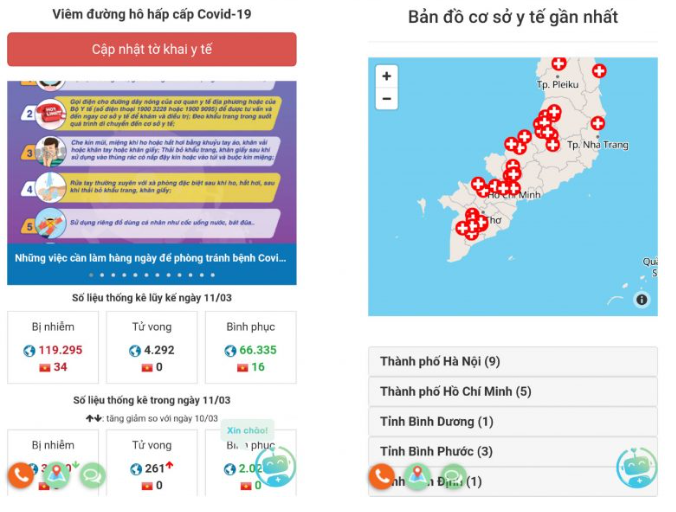 Viêm đường hô hấp cấp Covid-19
Cập nhật tờ khai y tế
2
Gọi điện cho đường dây nóng của cơ quan y tế địa phương hoặc của
Bộ Y tế (số điện thoại 1900 3228 hoặc 1900 9095) để được tư vấn và
đến ngay cơ sở y tế để khám và điều trị; Đeo khẩu trang trong suốt
quá trình di chuyển đến cơ sở y tế;
3
Che kín mũi, miệng khi ho hoặc hắt hơi bằng khuỷu tay áo, khăn vải
hoặc khăn tay hoặc khăn giấy; Thải bỏ khẩu trang, khăn giấy sau khi
sử dụng vào thùng rác có nắp đậy kín hoặc vào túi và buộc kín miệng;
4
Rửa tay thường xuyên với xà phòng đặc biệt sau khi ho, hắt hơi, sau
khi thải bỏ khẩu trang, khăn giấy;
5
Sử dụng riêng đồ dùng cá nhân như cốc uống nước, bát đũa..
Những việc cần làm hàng ngày để phòng tránh bệnh Covi...
Số liệu thống kê lũy kế ngày 11/03
Bị nhiễm
119.295
34
Tử vong
4.292
0
Bình phục
66.335
16
Số liệu thống kê trong ngày 11/03
↑↓: tăng giảm so với ngày 10/03
Xin chào!
Bị nhiễm
Tử vong
261↑
0
phục
0
Bản đồ cơ sở y tế gần nhất
+
−
Tp. Pleiku
Tp. Nha Trang
Minh
Thơ
i
Thành phố Hà Nội (9)
Thành phố Hồ Chí Minh (5)
Tỉnh Bình Dương (1)
Tỉnh Bình Phước (3)
Định (1)